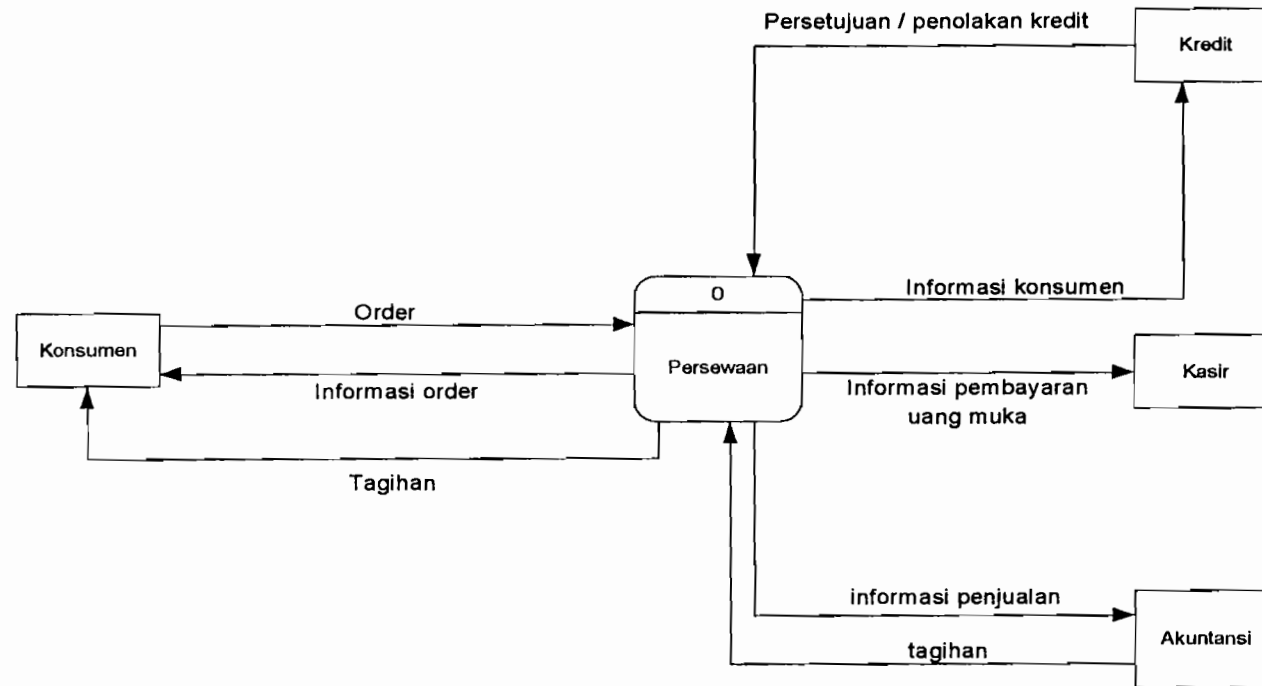 Persetujuan / penolakan kredit
Kredit
0
Informasi konsumen
Order
Konsumen
Persewaan
Kasir
Informasi order
Informasi pembayaran
uang muka
Tagihan
informasi penjualan
Akuntansi
tagihan